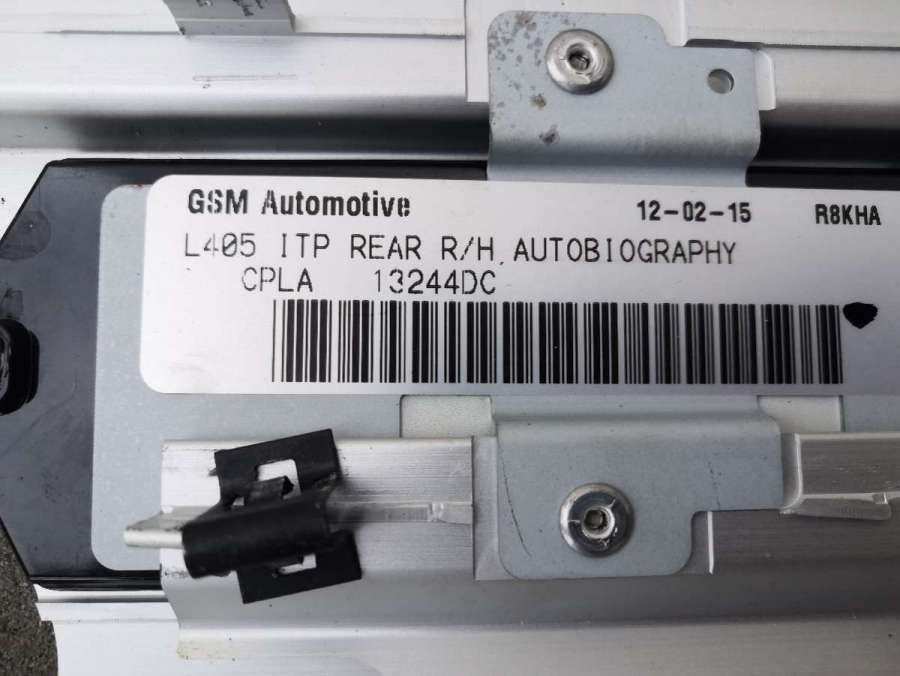 GSM Automotive 12-02-15 R8KHA
L405 ITP REAR R/H, AUTOBIOGRAPHY
CPLA 13244DC